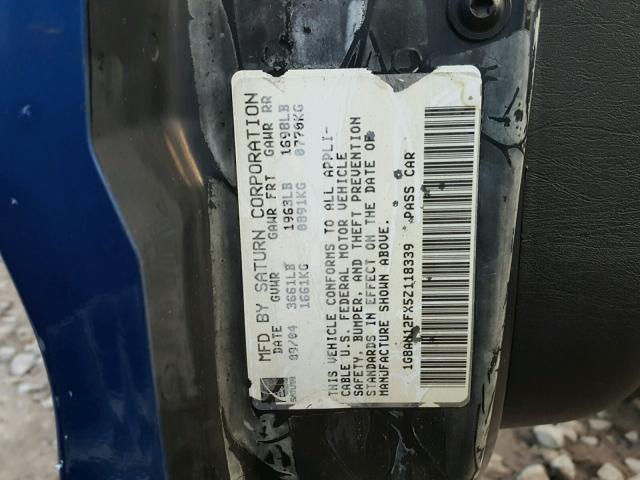 MFD BY SATURN CORPORATION
DATE GVWR GAWR FRT GAWR RR
09/04 3661LB 1963LB 1698LB
1661KG 0891KG 0770KG
THIS VEHICLE CONFORMS TO ALL APPLI-
CABLE U.S. FEDERAL MOTOR VEHICLE
SAFETY, BUMPER, AND THEFT PREVENTION
STANDARDS IN EFFECT ON THE DATE OF
MANUFACTURE SHOWN ABOVE.
1G8AN12FX5Z118339 PASS CAR